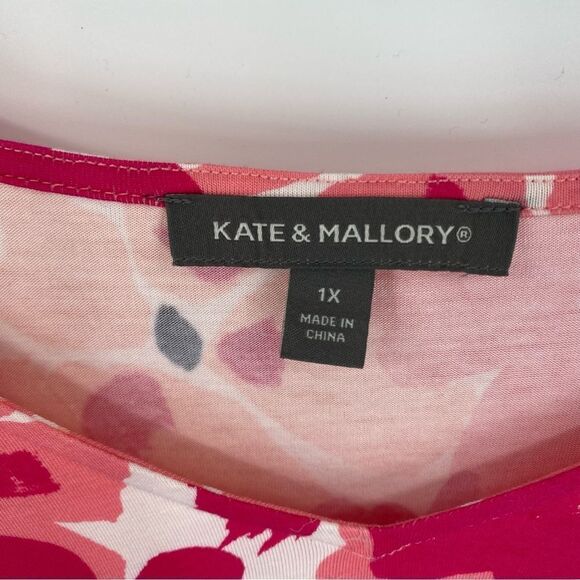 KATE & MALLORY®
1X
MADE IN
CHINA